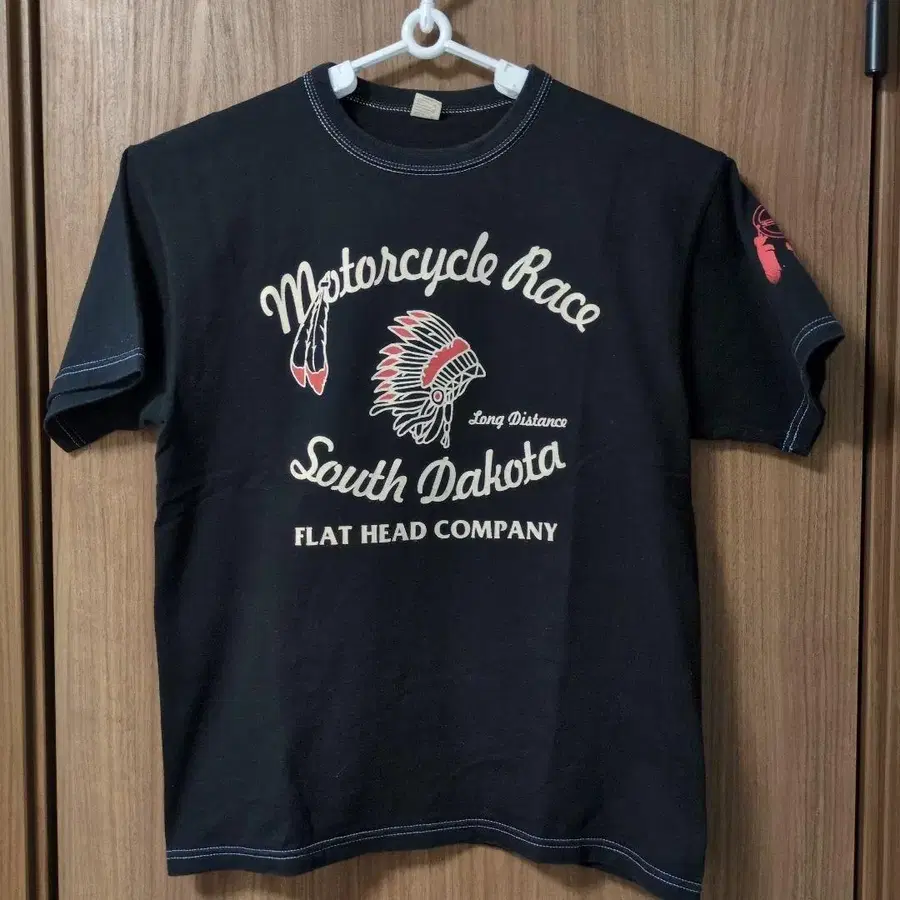 Motorcycle Race
Long Distance
South Dakota
FLAT HEAD COMPANY